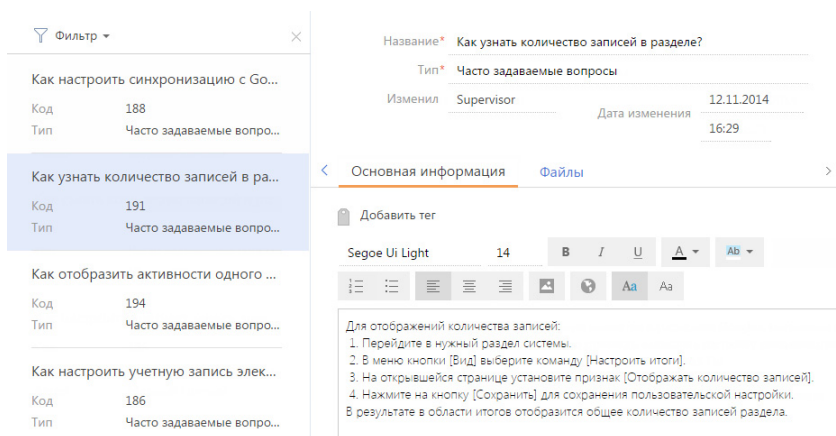 Фильтр
Как настроить синхронизацию с Go...
Код 188
Тип Часто задаваемые вопро...
Как узнать количество записей в ра...
Код 191
Тип Часто задаваемые вопро...
Как отобразить активности одного ...
Код 194
Тип Часто задаваемые вопро...
Как настроить учетную запись элек...
Код 186
Тип Часто задаваемые вопро...
Название* Как узнать количество записей в разделе?
Тип* Часто задаваемые вопросы
Изменил Supervisor
Дата изменения 12.11.2014
16:29
Основная информация Файлы
Добавить тег
Segoe Ui Light 14 B I U A Ab
Aa Aa
Для отображений количества записей:
1. Перейдите в нужный раздел системы.
2. В меню кнопки [Вид] выберите команду [Настроить итоги].
3. На открывшейся странице установите признак [Отображать количество записей].
4. Нажмите на кнопку [Сохранить] для сохранения пользовательской настройки.
В результате в области итогов отобразится общее количество записей раздела.